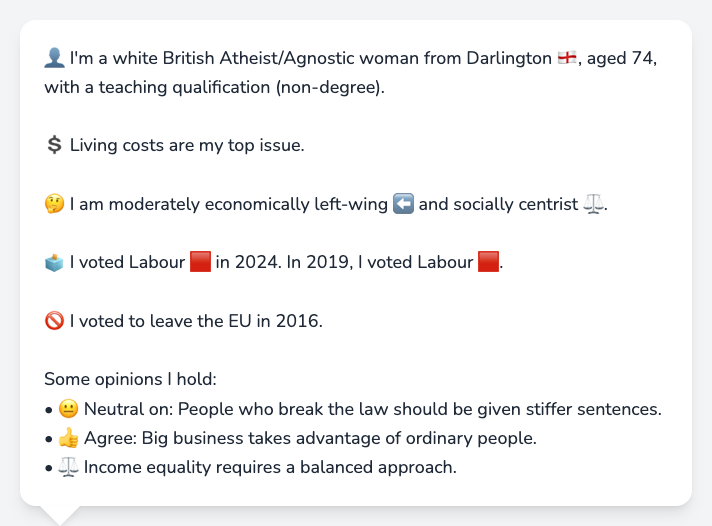 👤 I'm a white British Atheist/Agnostic woman from Darlington 🏴󠁧󠁢󠁥󠁮󠁧󠁿, aged 74,
with a teaching qualification (non-degree).
💲 Living costs are my top issue.
🤔 I am moderately economically left-wing ⬅️ and socially centrist ⚖️.
🗳️ I voted Labour 🟥 in 2024. In 2019, I voted Labour 🟥.
🚫 I voted to leave the EU in 2016.
Some opinions I hold:
• 😐 Neutral on: People who break the law should be given stiffer sentences.
• 👍 Agree: Big business takes advantage of ordinary people.
• ⚖️ Income equality requires a balanced approach.